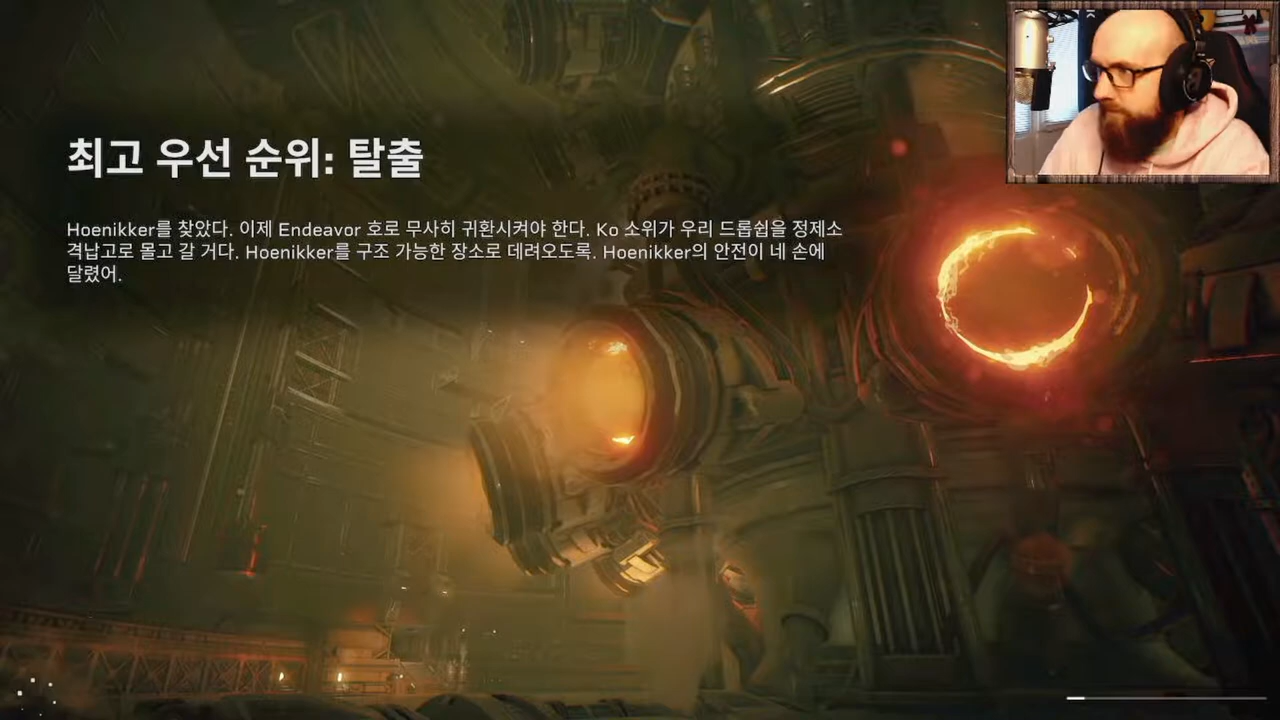 최고 우선 순위: 탈출
Hoenikker를 찾았다. 이제 Endeavor 호로 무사히 귀환시켜야 한다. Ko 소위가 우리 드롭쉽을 정제소
격납고로 몰고 갈 거다. Hoenikker를 구조 가능한 장소로 데려오도록. Hoenikker의 안전이 네 손에
달렸어.